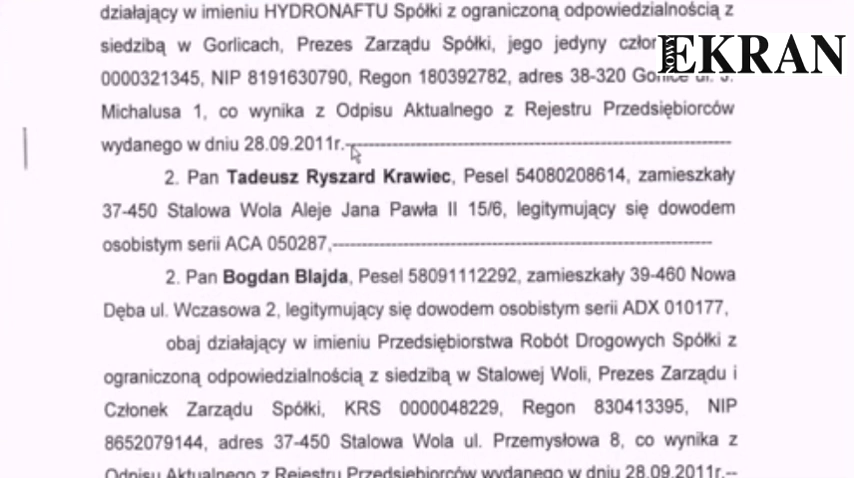 działający w imieniu HYDRONAFTU Spółki z ograniczoną odpowiedzialnością z
siedzibą w Gorlicach, Prezes Zarządu Spółki, jego jedyny
NOWY EKRAN
0000321345, NIP 8191630790, Regon 180392782, adres 38-320 Gorlice ul. J.
Michalusa 1, co wynika z Odpisu Aktualnego z Rejestru Przedsiębiorców
wydanego w dniu 28.09.2011r.-----------------------------------------------------------------
2. Pan Tadeusz Ryszard Krawiec, Pesel 54080208614, zamieszkały
37-450 Stalowa Wola Aleje Jana Pawła II 15/6, legitymujący się dowodem
osobistym serii ACA 050287,----------------------------------------------------------------
2. Pan Bogdan Blajda, Pesel 58091112292, zamieszkały 39-460 Nowa
Dęba ul. Wczasowa 2, legitymujący się dowodem osobistym serii ADX 010177,
obaj działający w imieniu Przedsiębiorstwa Robót Drogowych Spółki z
ograniczoną odpowiedzialnością z siedzibą w Stalowej Woli, Prezes Zarządu i
Członek Zarządu Spółki, KRS 0000048229, Regon 830413395, NIP
8652079144, adres 37-450 Stalowa Wola ul. Przemysłowa 8, co wynika z
Odpisu Aktualnego z Rejestru Przedsiębiorców wydanego w dniu 28.09.2011r.--